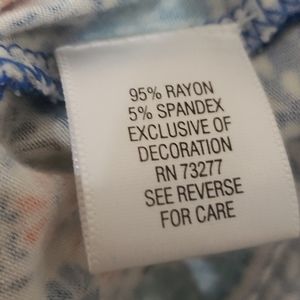 95% RAYON
5% SPANDEX
EXCLUSIVE OF
DECORATION
RN 73277
SEE REVERSE
FOR CARE